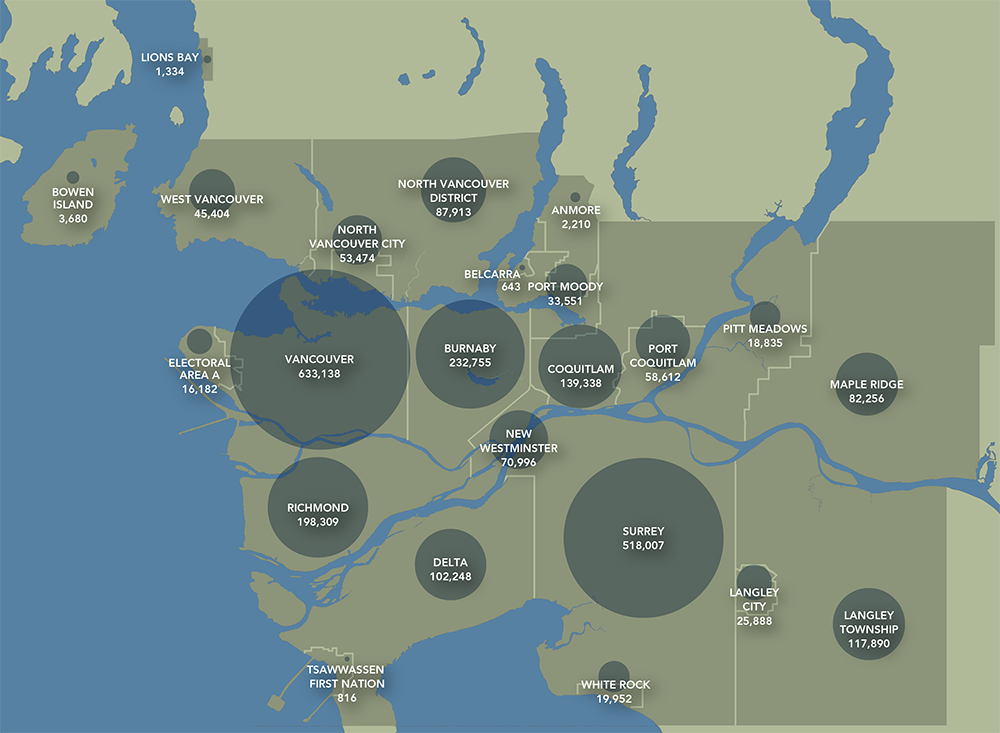 LIONS BAY
1,334
BOWEN
ISLAND
3,680
WEST VANCOUVER
45,404
NORTH VANCOUVER
DISTRICT
87,913
NORTH
VANCOUVER CITY
53,474
ANMORE
2,210
BELCARRA
643
PORT MOODY
33,551
PITT MEADOWS
18,835
ELECTORAL
AREA A
16,182
VANCOUVER
633,138
BURNABY
232,755
COQUITLAM
139,338
PORT
COQUITLAM
58,612
MAPLE RIDGE
82,256
NEW
WESTMINSTER
70,996
RICHMOND
198,309
SURREY
518,007
DELTA
102,248
LANGLEY
CITY
25,888
LANGLEY
TOWNSHIP
117,890
TSAWWASSEN
FIRST NATION
816
WHITE ROCK
19,952